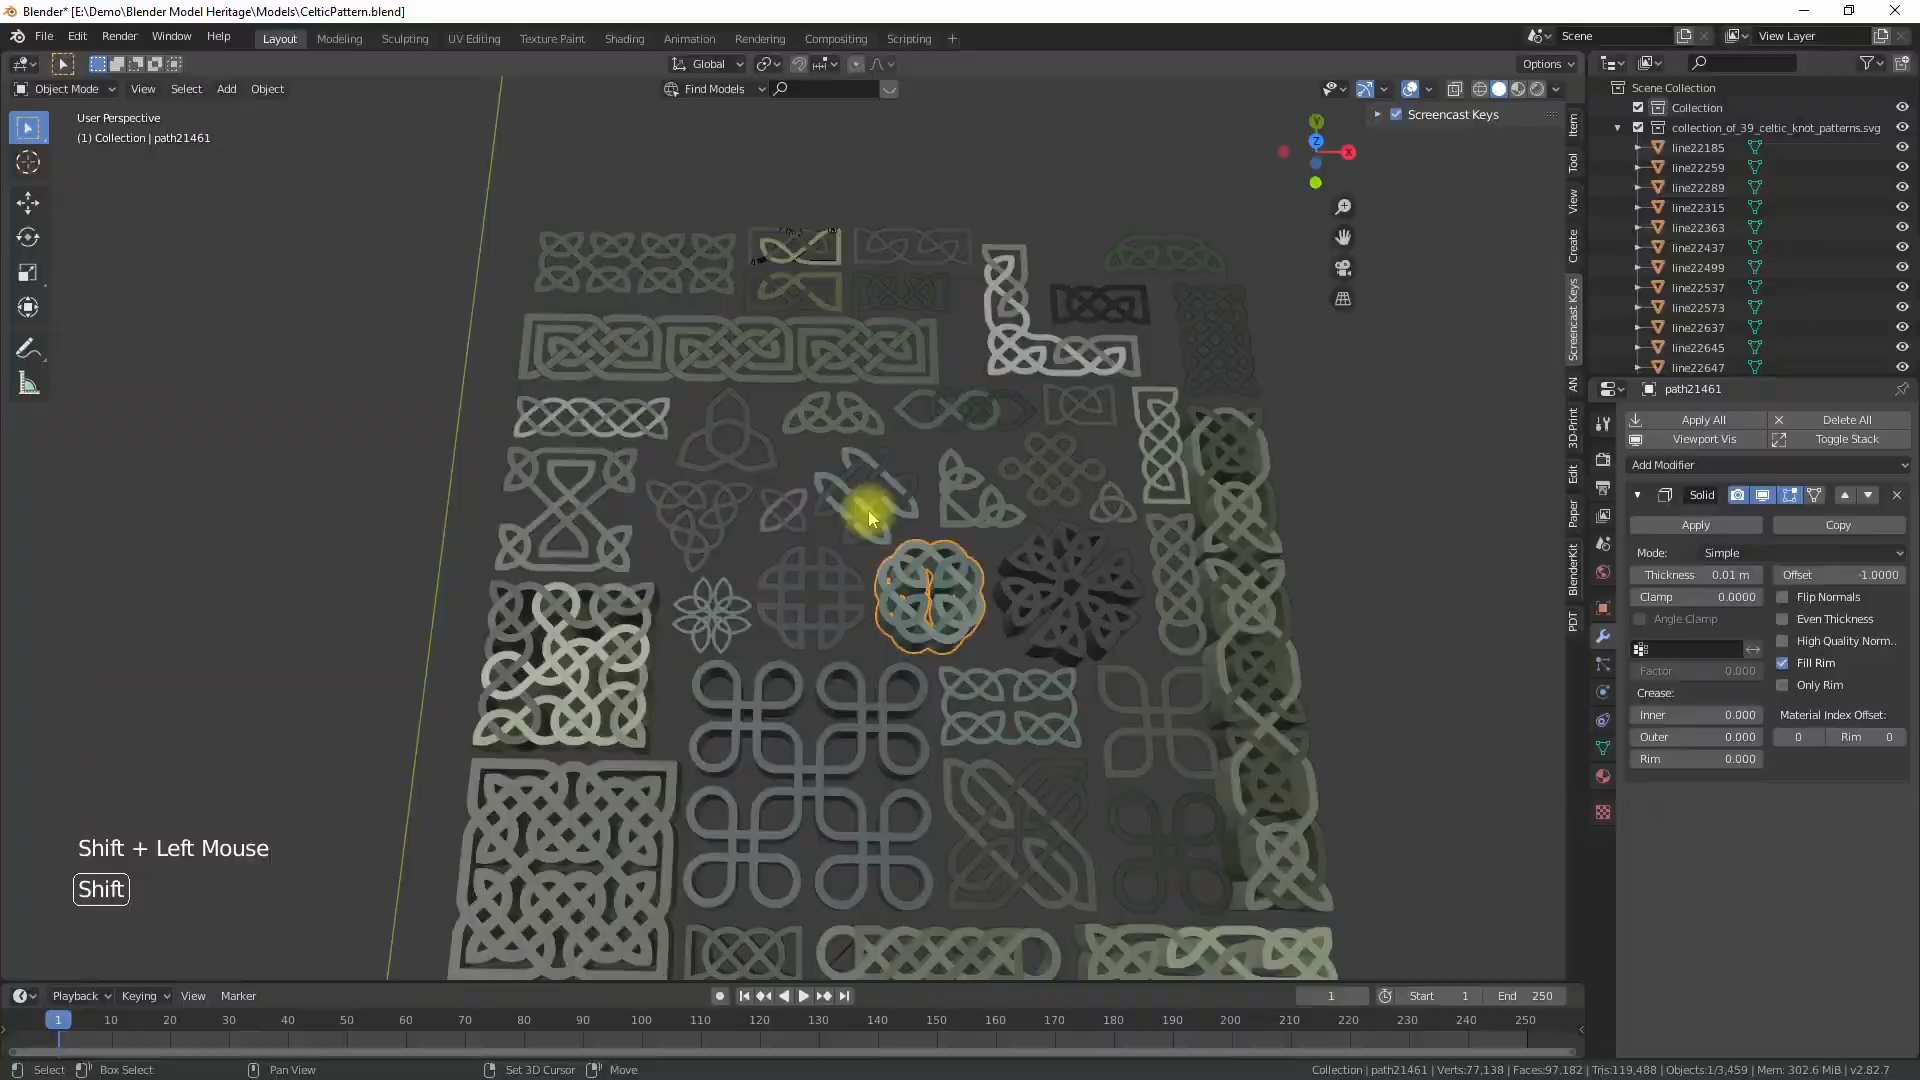 Blender* [E:\Demo\Blender Model Heritage\Models\CelticPattern.blend]
File Edit Render Window Help Layout Modeling Sculpting UV Editing Texture Paint Shading Animation Rendering Compositing Scripting + Scene View Layer
Global Options
Object Mode View Select Add Object Find Models
User Perspective
(1) Collection | path21461
Screencast Keys
Y
Z
X
Item
Tool
View
Create
Screencast Keys
AN
3D-Print
Edit
Paper
BlenderKit
PDT
Scene Collection
Collection
collection_of_39_celtic_knot_patterns.svg
line22185
line22259
line22289
line22315
line22363
line22437
line22499
line22537
line22573
line22637
line22645
line22647
path21461
Apply All Delete All
Viewport Vis Toggle Stack
Add Modifier
Solid
Apply Copy
Mode: Simple
Thickness 0.01 m Offset -1.0000
Clamp 0.0000 Flip Normals
Angle Clamp Even Thickness
High Quality Norm..
Factor 0.000 Fill Rim
Crease: Only Rim
Inner 0.000 Material Index Offset:
Outer 0.000 0 Rim 0
Rim 0.000
Shift + Left Mouse
Shift
Playback Keying View Marker 1 Start 1 End 250
1 10 20 30 40 50 60 70 80 90 100 110 120 130 140 150 160 170 180 190 200 210 220 230 240 250
Select Box Select Pan View Set 3D Cursor Move Collection | path21461 | Verts:77,138 | Faces:97,182 | Tris:119,488 | Objects:1/3,459 | Mem: 302.6 MiB | v2.82.7